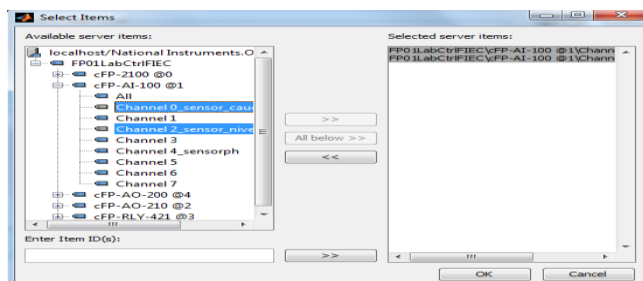 Select Items
Available server items:
localhost/National Instruments.O
FP01LabCtrlFIEC
cFP-2100 @0
cFP-AI-100 @1
All
Channel 0_sensor_cau
Channel 1
Channel 2_sensor_nive
Channel 3
Channel 4_sensorph
Channel 5
Channel 6
Channel 7
cFP-AO-200 @4
cFP-AO-210 @2
cFP-RLY-421 @3
Enter Item ID(s):
>>
All below >>
<<
>>
Selected server items:
FP01LabCtrlFIEC\cFP-AI-100 @1\Chann
FP01LabCtrlFIEC\cFP-AI-100 @1\Chann
OK
Cancel